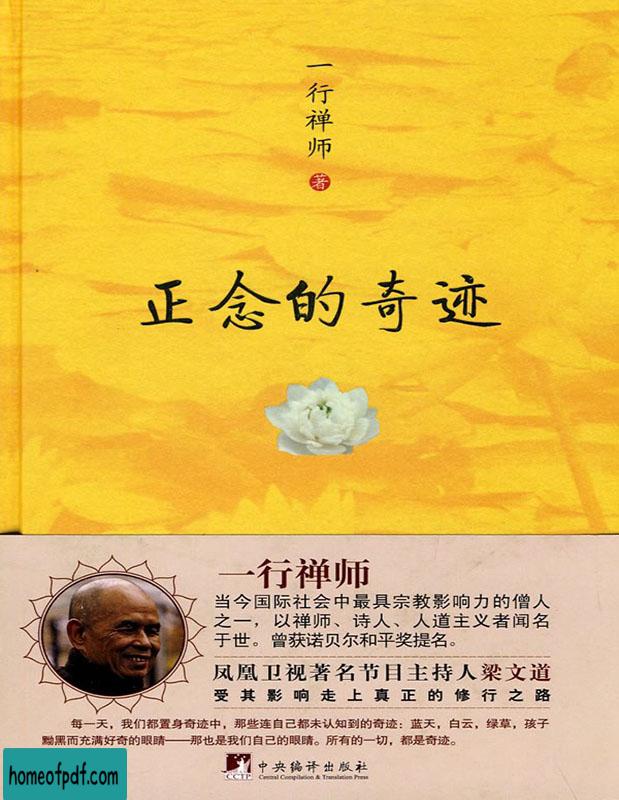 一行禅师
著
正念的奇迹
一行禅师
当今国际社会中最具宗教影响力的僧人
之一，以禅师、诗人、人道主义者闻名
于世。曾获诺贝尔和平奖提名。
凤凰卫视著名节目主持人梁文道
受其影响走上真正的修行之路
每一天，我们都置身奇迹中，那些连自己都未认知到的奇迹：蓝天，白云，绿草，孩子
黝黑而充满好奇的眼睛——那也是我们自己的眼睛。所有的一切，都是奇迹。
CCTP
中央编译出版社
Central Compilation & Translation Press
homeofpdf.com